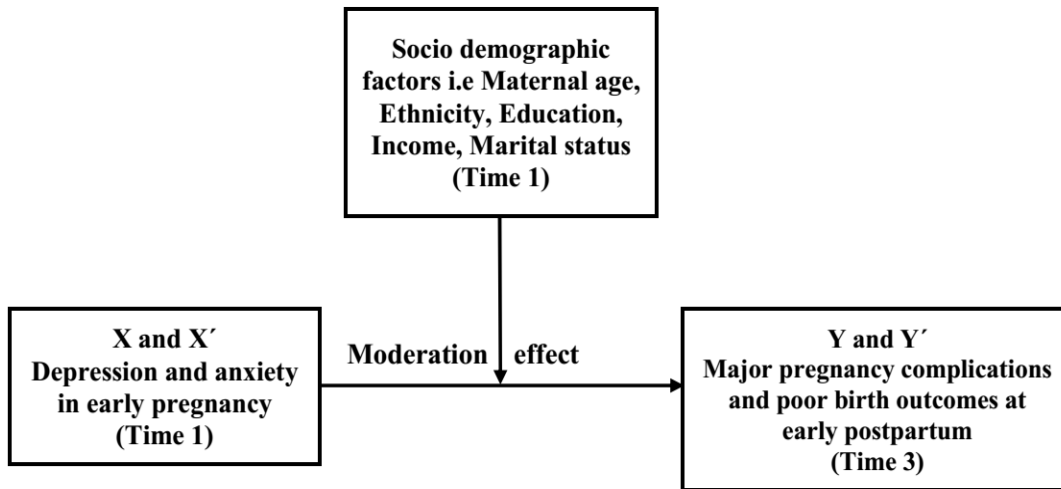 Socio demographic
factors i.e Maternal age,
Ethnicity, Education,
Income, Marital status
(Time 1)
X and X´
Depression and anxiety
in early pregnancy
(Time 1)
Moderation effect
Y and Y´
Major pregnancy complications
and poor birth outcomes at
early postpartum
(Time 3)